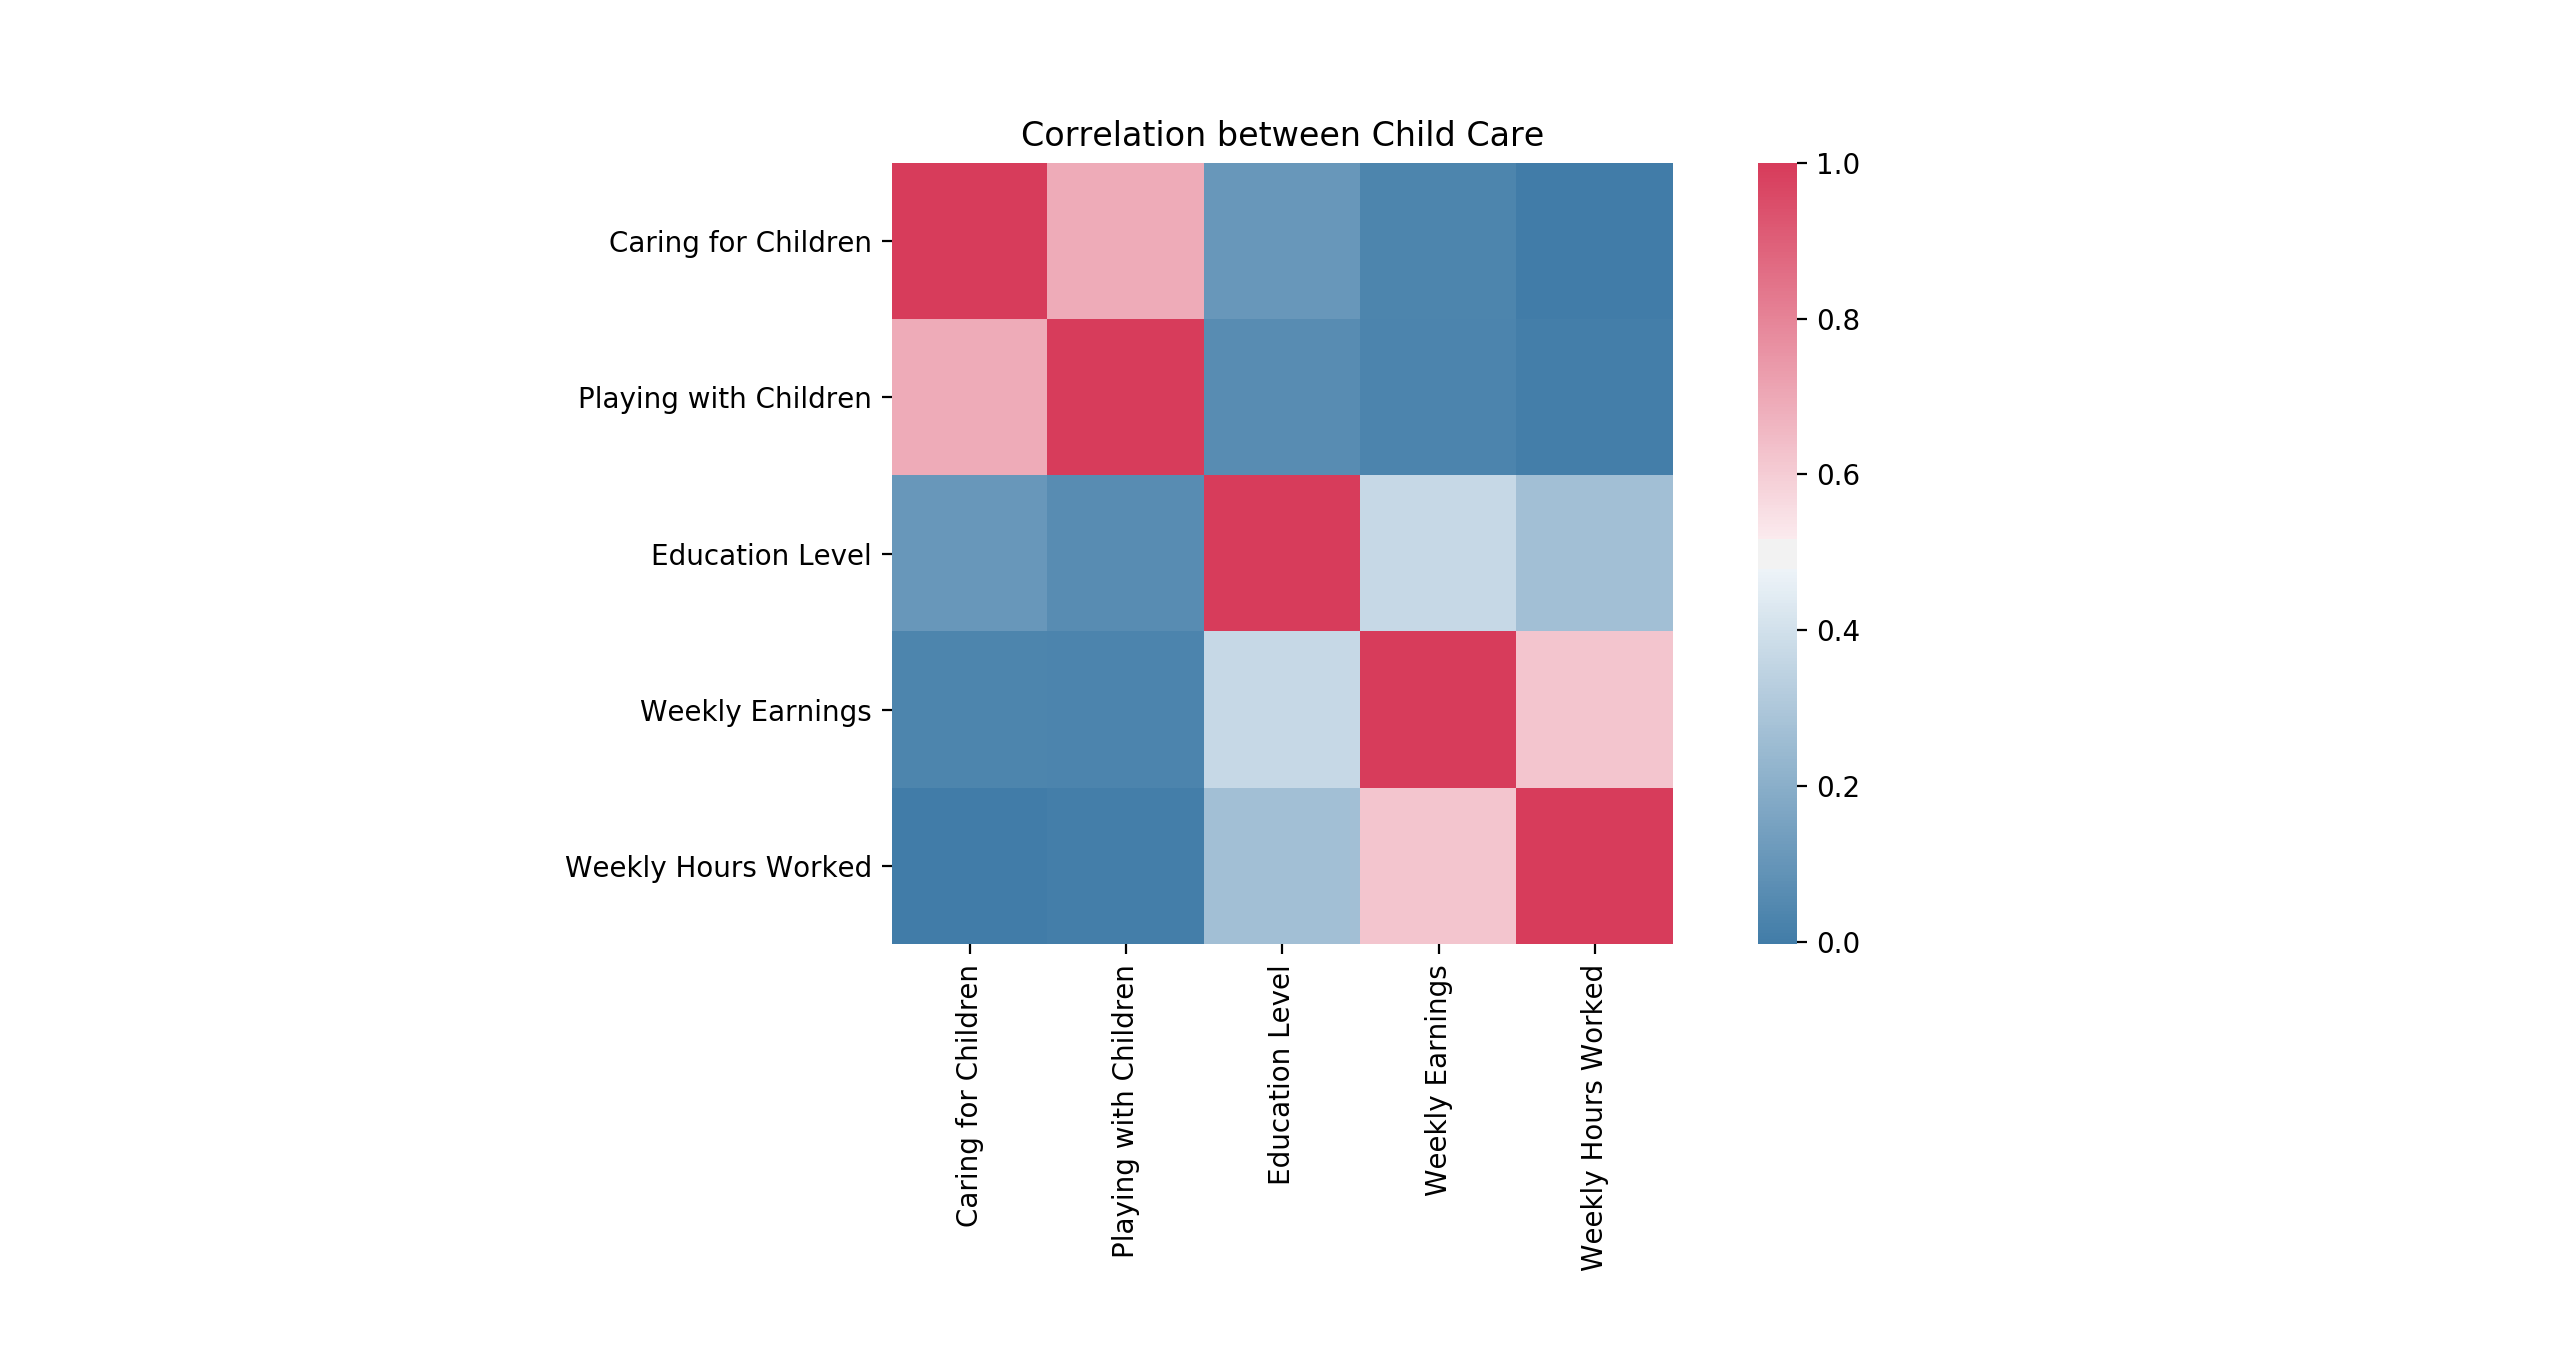 Correlation between Child Care
Caring for Children
Playing with Children
Education Level
Weekly Earnings
Weekly Hours Worked
Caring for Children
Playing with Children
Education Level
Weekly Earnings
Weekly Hours Worked
1.0
0.8
0.6
0.4
0.2
0.0